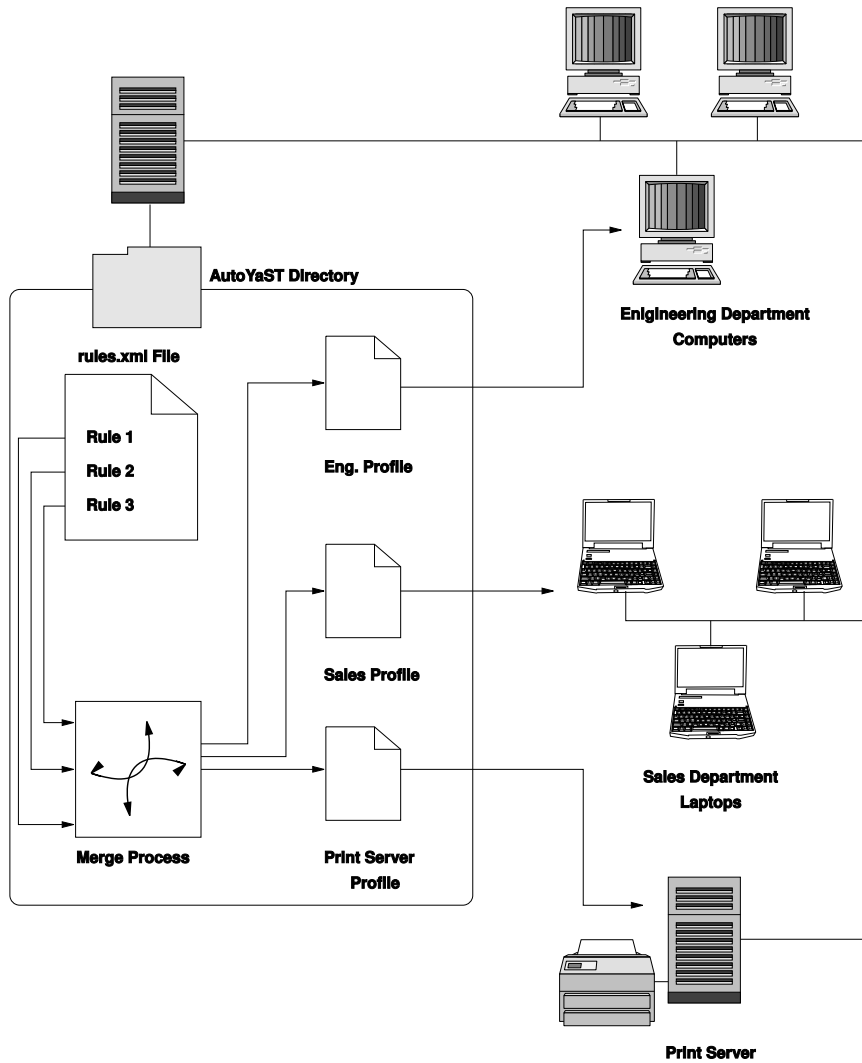 AutoYaST Directory
Enigineering Department
Computers
rules.xml File
Rule 1
Rule 2
Rule 3
Eng. Profile
Sales Profile
Sales Department
Laptops
Merge Process
Print Server
Profile
Print Server